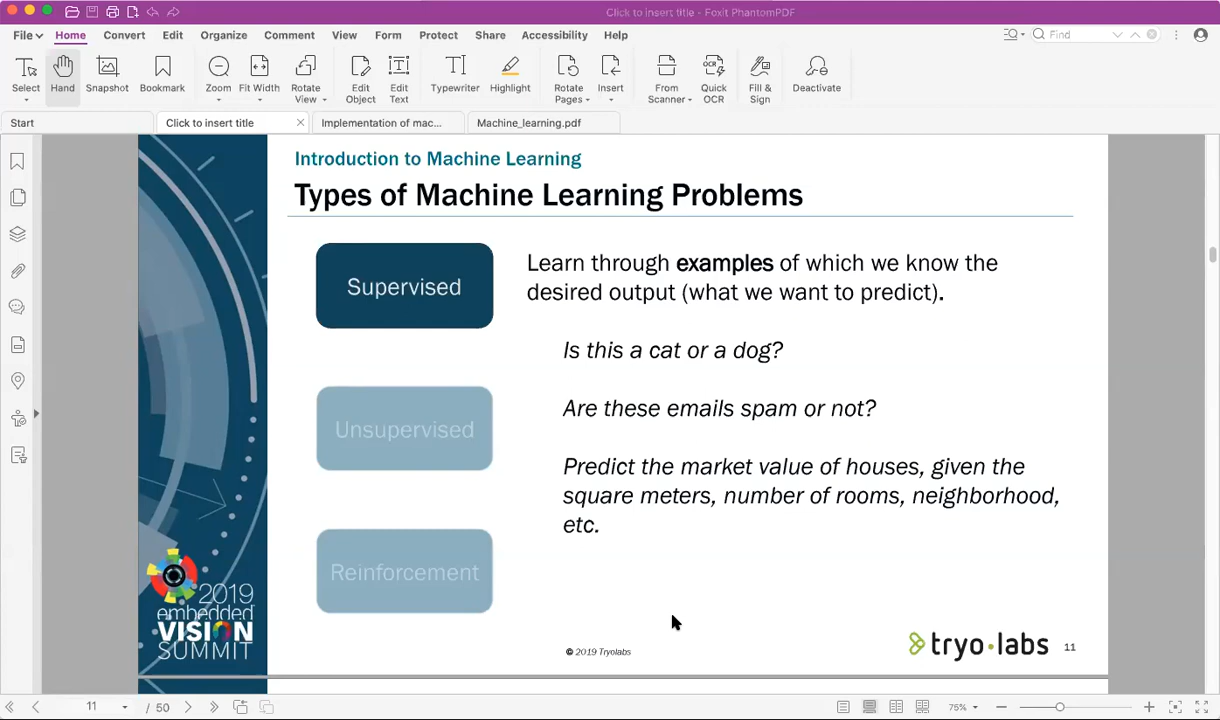 Click to insert title - Foxit PhantomPDF
File Home Convert Edit Organize Comment View Form Protect Share Accessibility Help
Find
Select Hand Snapshot Bookmark Zoom Fit Width Rotate View Edit Object Edit Text Typewriter Highlight Rotate Pages Insert From Scanner Quick OCR Fill & Sign Deactivate
Start Click to insert title Implementation of mac... Machine_learning.pdf
Introduction to Machine Learning
Types of Machine Learning Problems
Supervised
Learn through examples of which we know the
desired output (what we want to predict).
Is this a cat or a dog?
Unsupervised
Are these emails spam or not?
Predict the market value of houses, given the
square meters, number of rooms, neighborhood,
etc.
Reinforcement
2019
embedded
VISION
SUMMIT
© 2019 Tryolabs
tryo·labs
11
11 / 50
75%